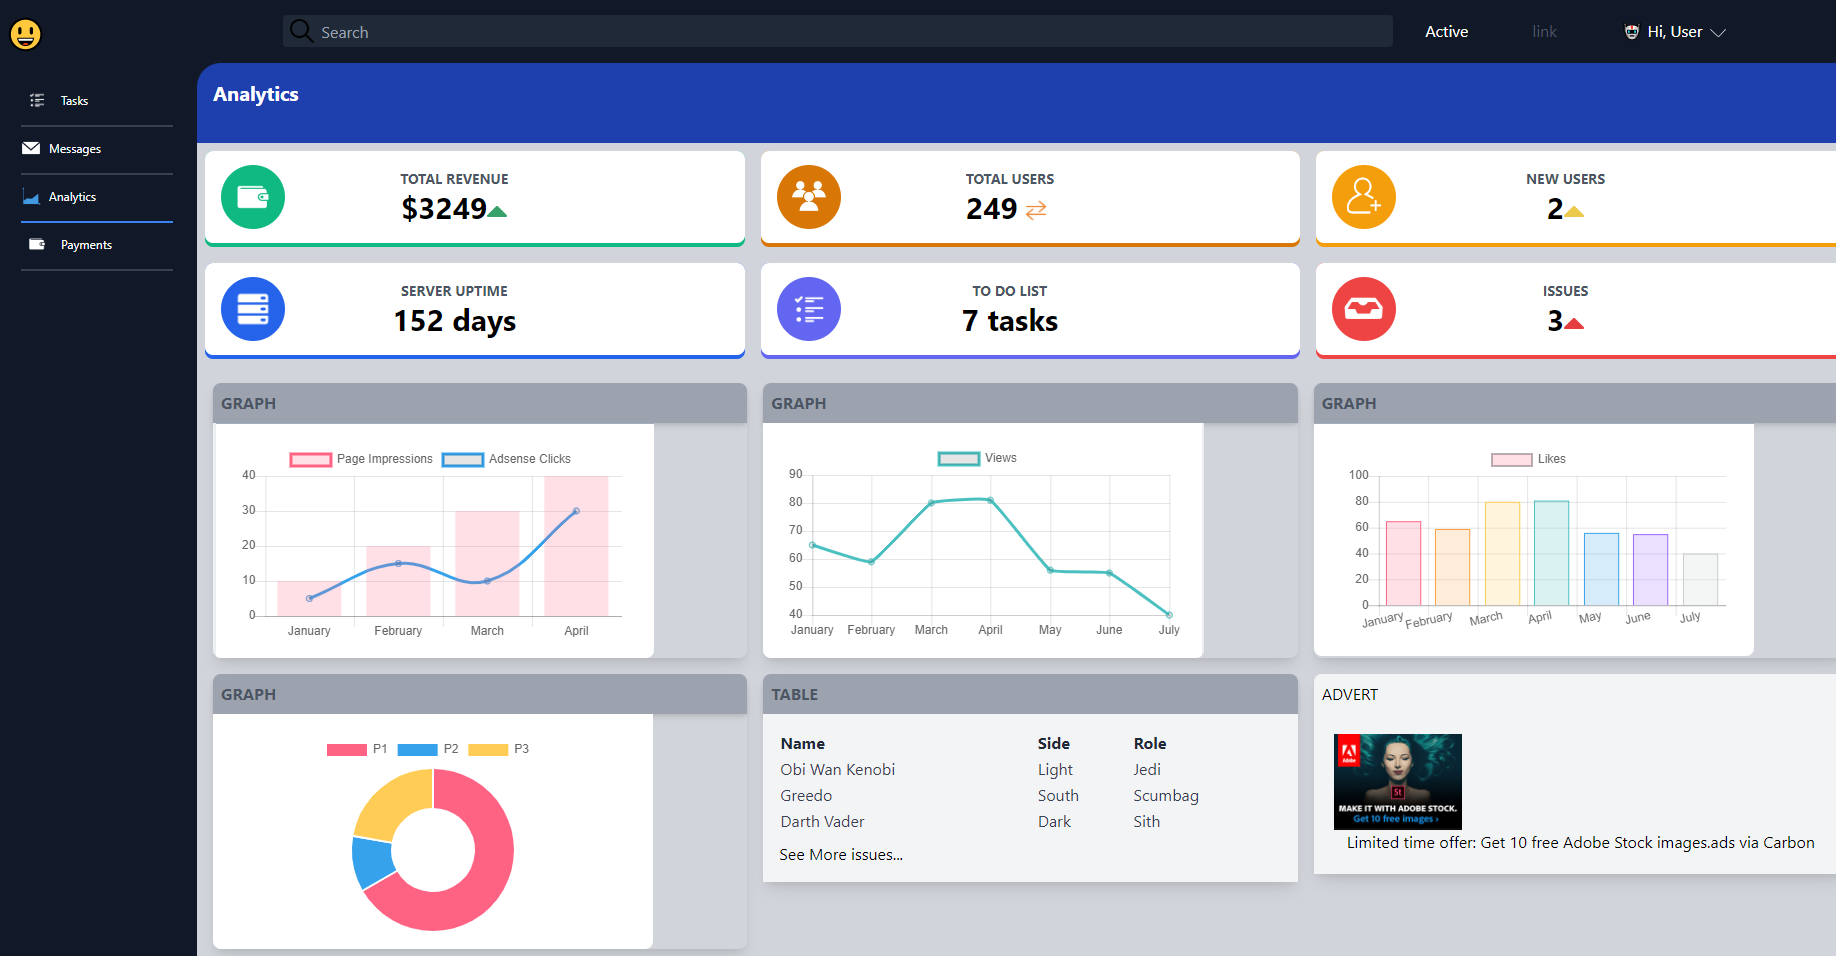 Search
Active
link
Hi, User
Tasks
Messages
Analytics
Payments
Analytics
TOTAL REVENUE
$3249
TOTAL USERS
249
NEW USERS
2
SERVER UPTIME
152 days
TO DO LIST
7 tasks
ISSUES
3
GRAPH
Page Impressions
Adsense Clicks
40
30
20
10
0
January February March April
GRAPH
Views
90
80
70
60
50
40
January February March April May June July
GRAPH
Likes
100
80
60
40
20
0
January February March April May June July
GRAPH
P1 P2 P3
TABLE
Name Side Role
Obi Wan Kenobi Light Jedi
Greedo South Scumbag
Darth Vader Dark Sith
See More issues...
ADVERT
Adobe
St
MAKE IT WITH ADOBE STOCK.
Get 10 free images ›
Limited time offer: Get 10 free Adobe Stock images.ads via Carbon